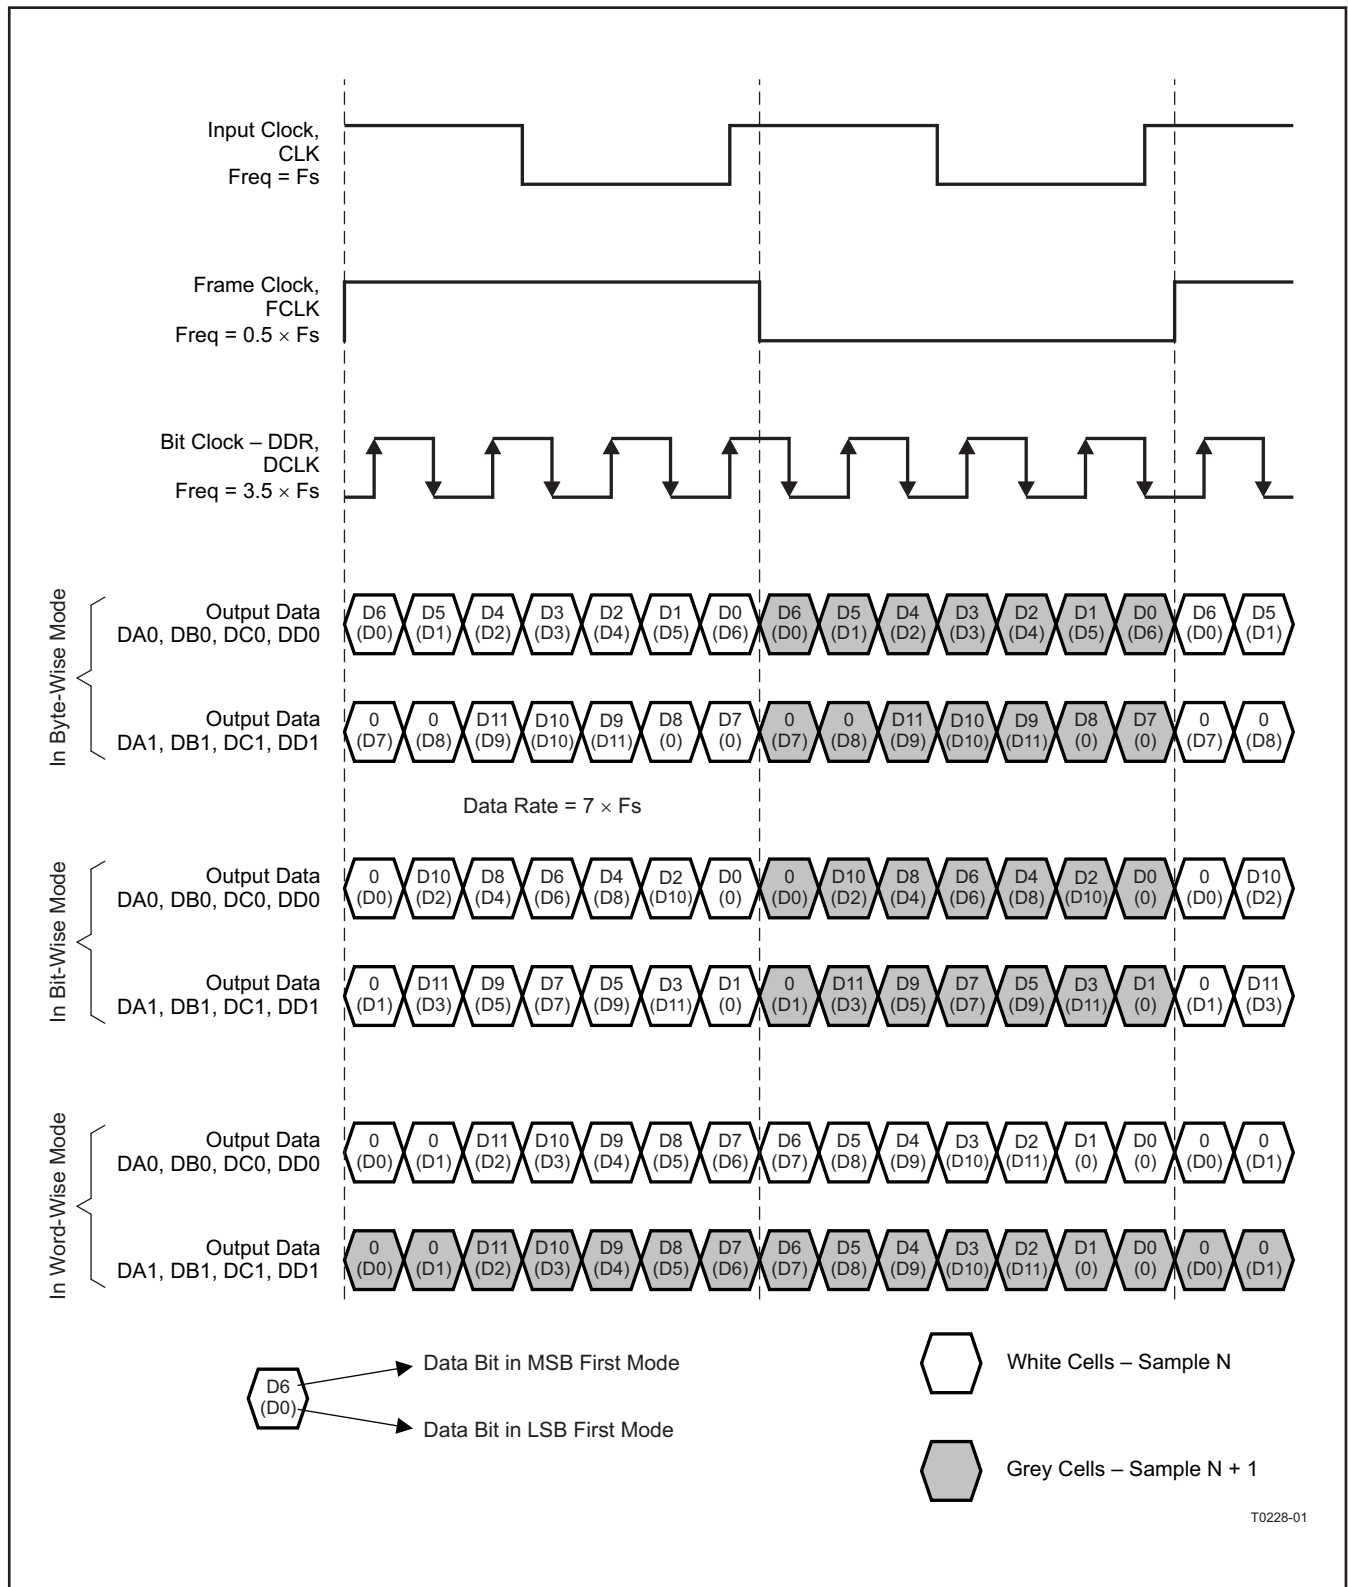 Input Clock,
CLK
Freq = Fs
Frame Clock,
FCLK
Freq = 0.5 × Fs
Bit Clock – DDR,
DCLK
Freq = 3.5 × Fs
In Byte-Wise Mode
Output Data
DA0, DB0, DC0, DD0
D6 D5 D4 D3 D2 D1 D0 D6 D5 D4 D3 D2 D1 D0 D6 D5
(D0) (D1) (D2) (D3) (D4) (D5) (D6) (D0) (D1) (D2) (D3) (D4) (D5) (D6) (D0) (D1)
Output Data
DA1, DB1, DC1, DD1
0 0 D11 D10 D9 D8 D7 0 0 D11 D10 D9 D8 D7 0 0
(D7) (D8) (D9) (D10) (D11) (0) (0) (D7) (D8) (D9) (D10) (D11) (0) (0) (D7) (D8)
Data Rate = 7 × Fs
In Bit-Wise Mode
Output Data
DA0, DB0, DC0, DD0
0 D10 D8 D6 D4 D2 D0 0 D10 D8 D6 D4 D2 D0 0 D10
(D0) (D2) (D4) (D6) (D8) (D10) (0) (D0) (D2) (D4) (D6) (D8) (D10) (0) (D0) (D2)
Output Data
DA1, DB1, DC1, DD1
0 D11 D9 D7 D5 D3 D1 0 D11 D9 D7 D5 D3 D1 0 D11
(D1) (D3) (D5) (D7) (D9) (D11) (0) (D1) (D3) (D5) (D7) (D9) (D11) (0) (D1) (D3)
In Word-Wise Mode
Output Data
DA0, DB0, DC0, DD0
0 0 D11 D10 D9 D8 D7 D6 D5 D4 D3 D2 D1 D0 0 0
(D0) (D1) (D2) (D3) (D4) (D5) (D6) (D7) (D8) (D9) (D10) (D11) (0) (0) (D0) (D1)
Output Data
DA1, DB1, DC1, DD1
0 0 D11 D10 D9 D8 D7 D6 D5 D4 D3 D2 D1 D0 0 0
(D0) (D1) (D2) (D3) (D4) (D5) (D6) (D7) (D8) (D9) (D10) (D11) (0) (0) (D0) (D1)
D6
(D0)
Data Bit in MSB First Mode
Data Bit in LSB First Mode
White Cells – Sample N
Grey Cells – Sample N + 1
T0228-01